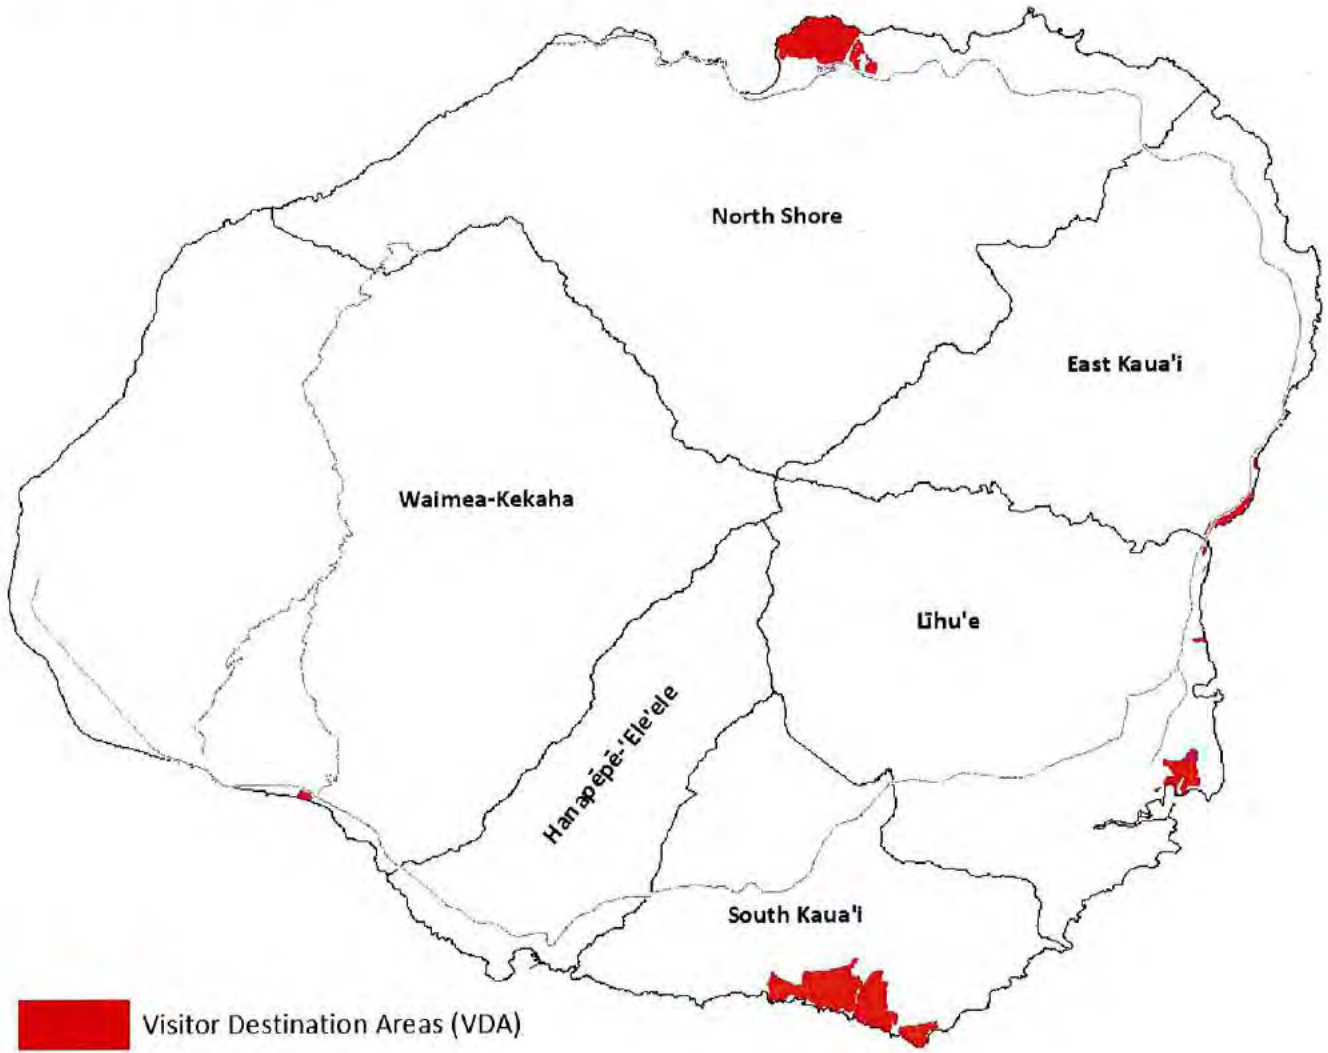 North Shore
East Kaua'i
Waimea-Kekaha
Līhu'e
Hanapēpē-'Ele'ele
South Kaua'i
Visitor Destination Areas (VDA)